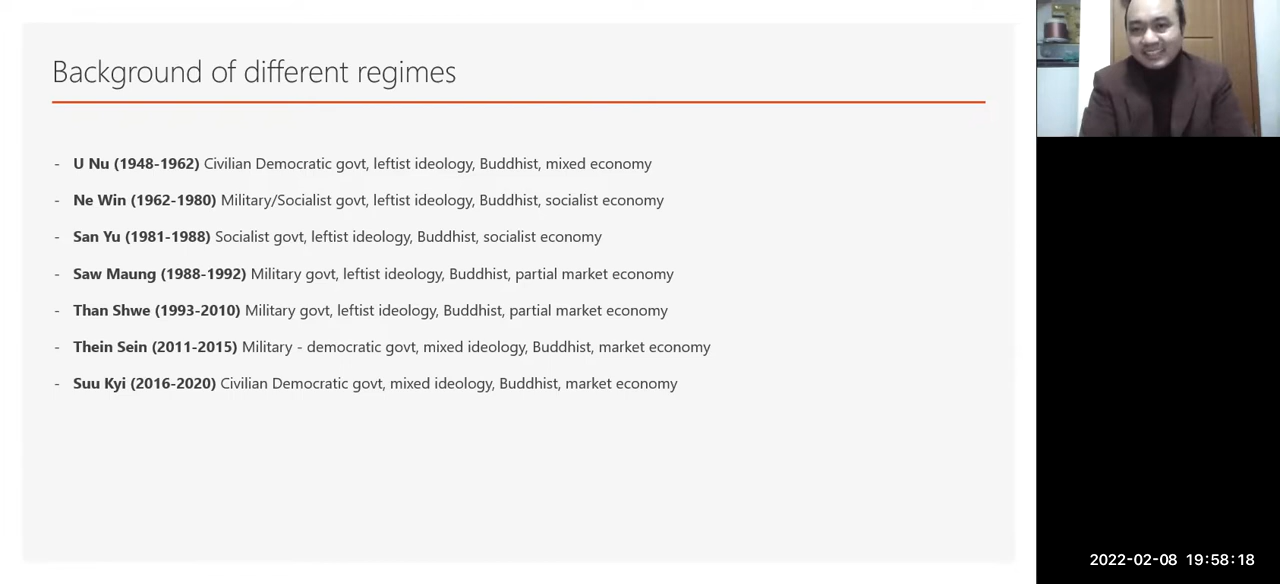 Background of different regimes
- U Nu (1948-1962) Civilian Democratic govt, leftist ideology, Buddhist, mixed economy
- Ne Win (1962-1980) Military/Socialist govt, leftist ideology, Buddhist, socialist economy
- San Yu (1981-1988) Socialist govt, leftist ideology, Buddhist, socialist economy
- Saw Maung (1988-1992) Military govt, leftist ideology, Buddhist, partial market economy
- Than Shwe (1993-2010) Military govt, leftist ideology, Buddhist, partial market economy
- Thein Sein (2011-2015) Military - democratic govt, mixed ideology, Buddhist, market economy
- Suu Kyi (2016-2020) Civilian Democratic govt, mixed ideology, Buddhist, market economy
2022-02-08 19:58:18